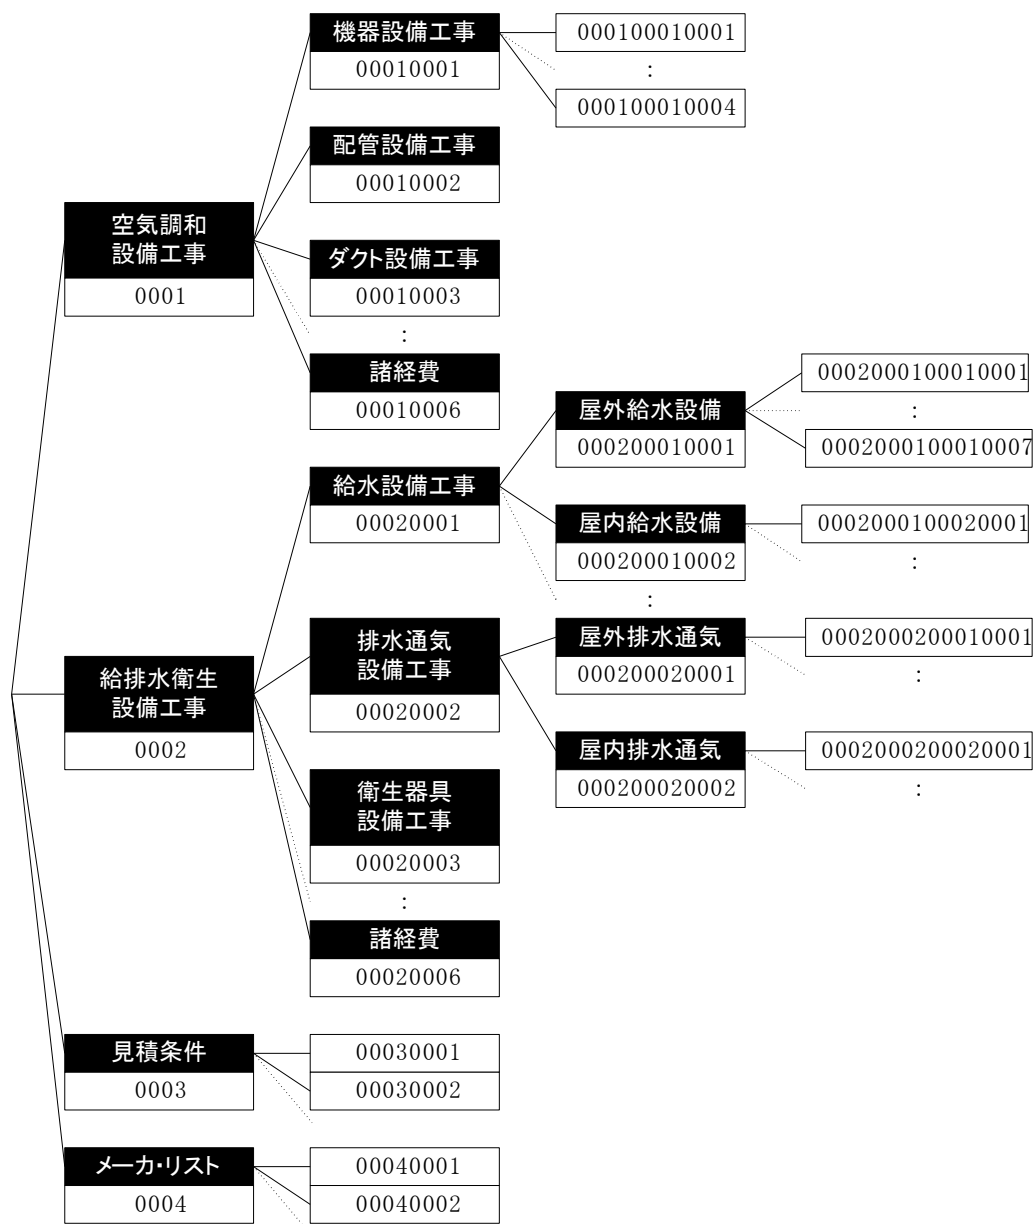 機器設備工事
00010001
000100010001
:
000100010004
配管設備工事
00010002
空気調和
設備工事
0001
ダクト設備工事
00010003
:
諸経費
00010006
屋外給水設備
000200010001
0002000100010001
:
0002000100010007
給水設備工事
00020001
屋内給水設備
000200010002
:
0002000100020001
:
給排水衛生
設備工事
0002
排水通気
設備工事
00020002
屋外排水通気
000200020001
0002000200010001
:
屋内排水通気
000200020002
0002000200020001
:
衛生器具
設備工事
00020003
:
諸経費
00020006
見積条件
0003
00030001
00030002
メーカ・リスト
0004
00040001
00040002